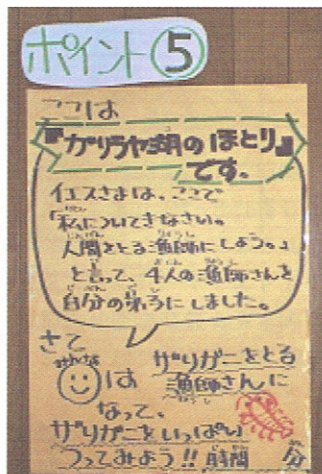 ポイント⑤
ここは
『ガリラヤ湖のほとり』
です。
イエスさまは、ここで
「私についてきなさい。
人間をとる漁師にしよう。」
と言って、4人の漁師さんを
自分の弟子にしました。
さて
みんなは
ザリガニをとる
漁師さんに
なって、
ザリガニをいっぱい
つってみよう!!
時間
分